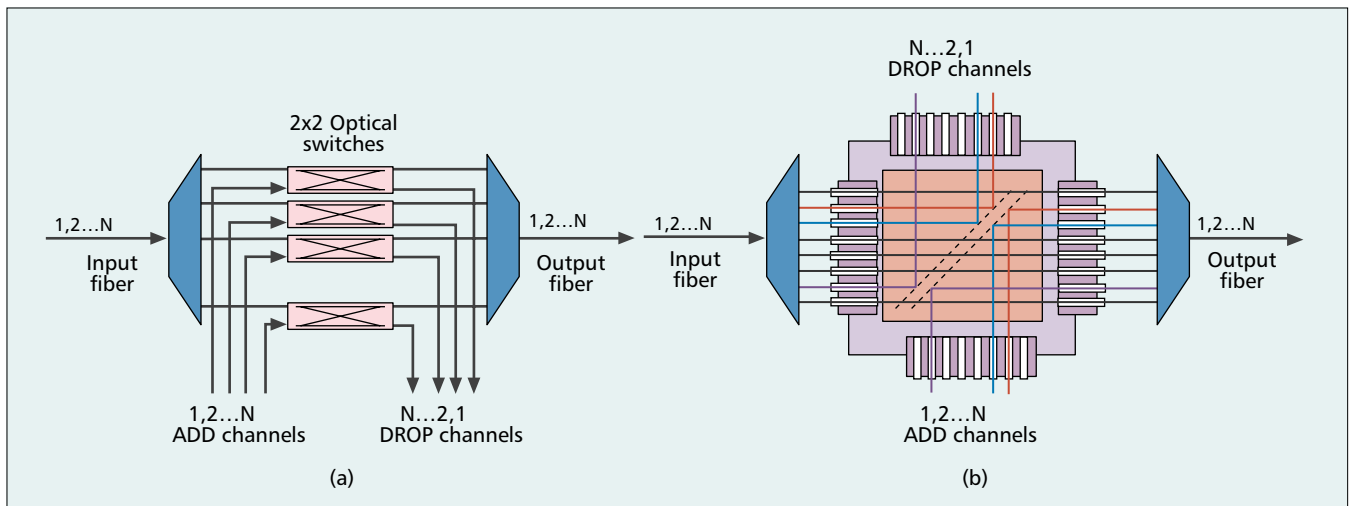 2x2 Optical
switches
1,2...N
Input
fiber
1,2...N
Output
fiber
1,2...N
ADD channels
N...2,1
DROP channels
(a)
N...2,1
DROP channels
1,2...N
Input
fiber
1,2...N
Output
fiber
1,2...N
ADD channels
(b)